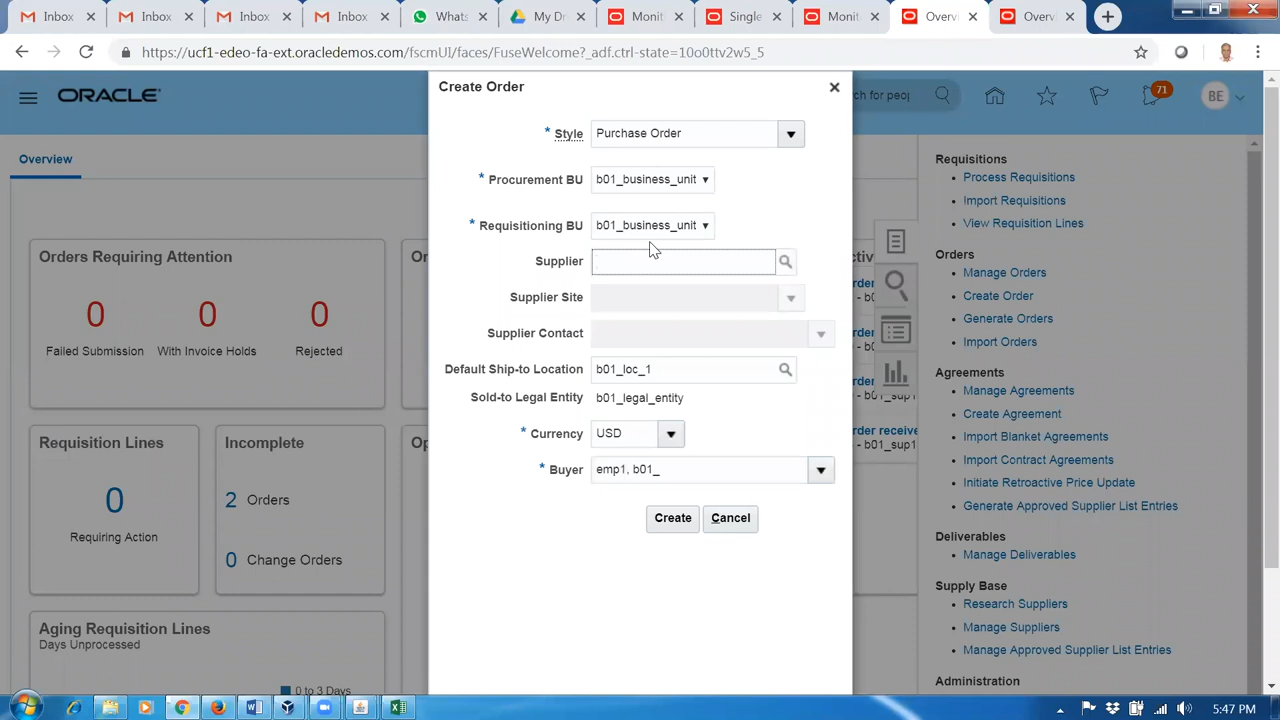 Inbox
Inbox
Inbox
Inbox
Whats
My D
Moni
Single
Moni
Overv
Overv
https://ucf1-edeo-fa-ext.oracledemos.com/fscmUI/faces/FuseWelcome?_adf.ctrl-state=10o0ttv2w5_5
ORACLE
ch for peop
71
BE
Overview
Create Order
* Style Purchase Order
* Procurement BU b01_business_unit
* Requisitioning BU b01_business_unit
Supplier
Supplier Site
Supplier Contact
Default Ship-to Location b01_loc_1
Sold-to Legal Entity b01_legal_entity
* Currency USD
* Buyer emp1, b01_
Create Cancel
Orders Requiring Attention
0 0 0
Failed Submission With Invoice Holds Rejected
Requisition Lines
0
Requiring Action
Incomplete
2 Orders
0 Change Orders
Aging Requisition Lines
Days Unprocessed
0 to 3 Days
Requisitions
Process Requisitions
Import Requisitions
View Requisition Lines
Orders
Manage Orders
Create Order
Generate Orders
Import Orders
Agreements
Manage Agreements
Create Agreement
Import Blanket Agreements
Import Contract Agreements
Initiate Retroactive Price Update
Generate Approved Supplier List Entries
Deliverables
Manage Deliverables
Supply Base
Research Suppliers
Manage Suppliers
Manage Approved Supplier List Entries
Administration
5:47 PM